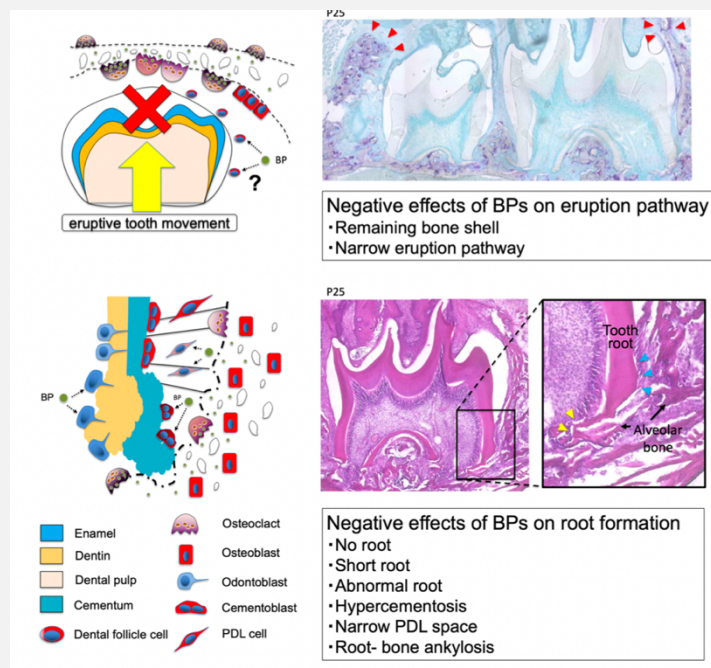 P25
BP
?
eruptive tooth movement
Negative effects of BPs on eruption pathway
・Remaining bone shell
・Narrow eruption pathway
P25
BP
BP
Tooth
root
Alveolar
bone
Enamel
Dentin
Dental pulp
Cementum
Dental follicle cell
Osteoclact
Osteoblast
Odontoblast
Cementoblast
PDL cell
Negative effects of BPs on root formation
・No root
・Short root
・Abnormal root
・Hypercementosis
・Narrow PDL space
・Root- bone ankylosis